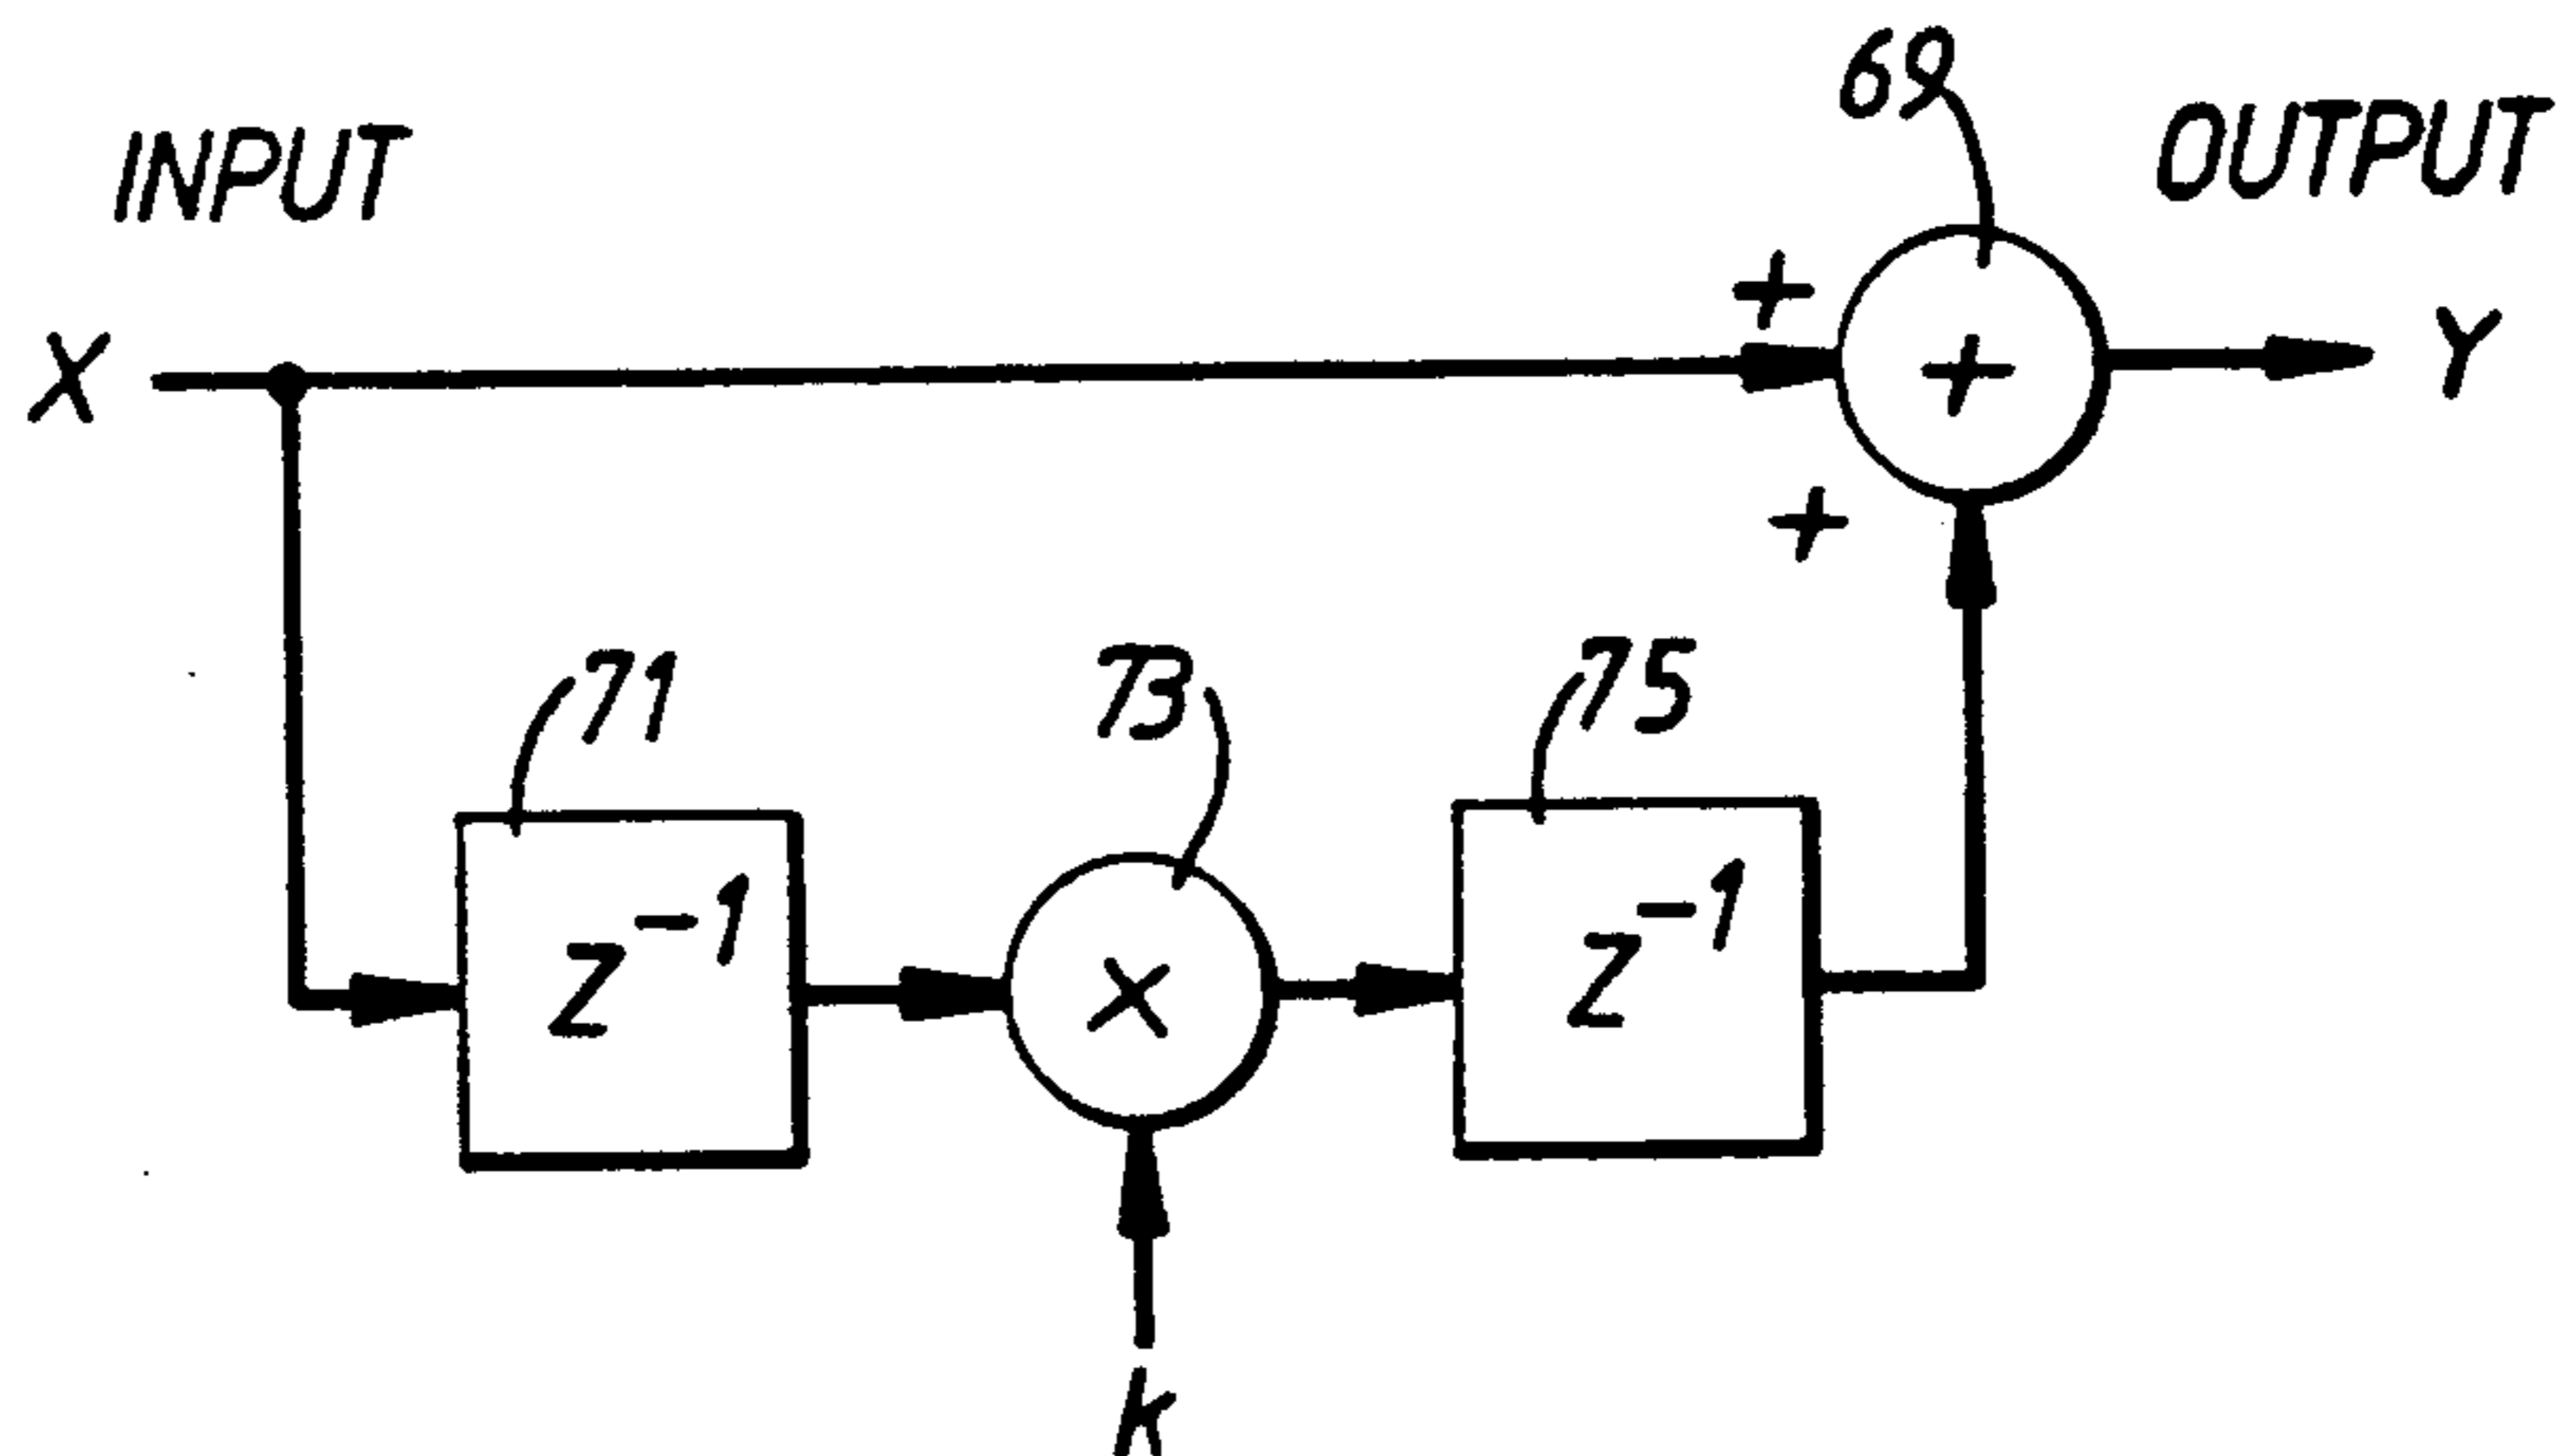 69
INPUT
OUTPUT
+
X
+
Y
+
71
73
75
z⁻¹
×
z⁻¹
k